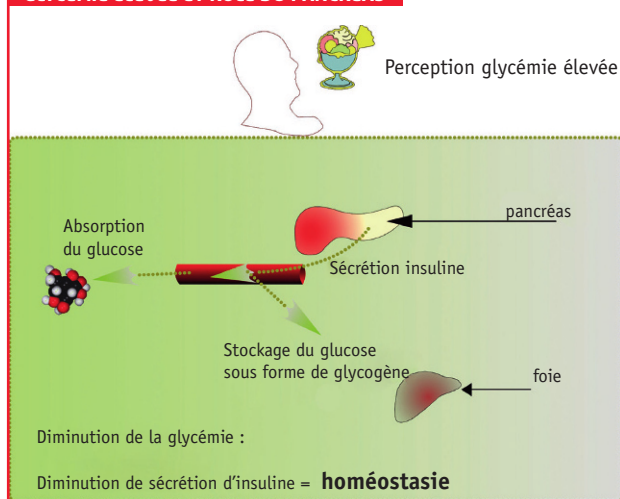 Perception glycémie élevée
pancréas
Absorption
du glucose
Sécrétion insuline
Stockage du glucose
sous forme de glycogène
foie
Diminution de la glycémie :
Diminution de sécrétion d'insuline = homéostasie